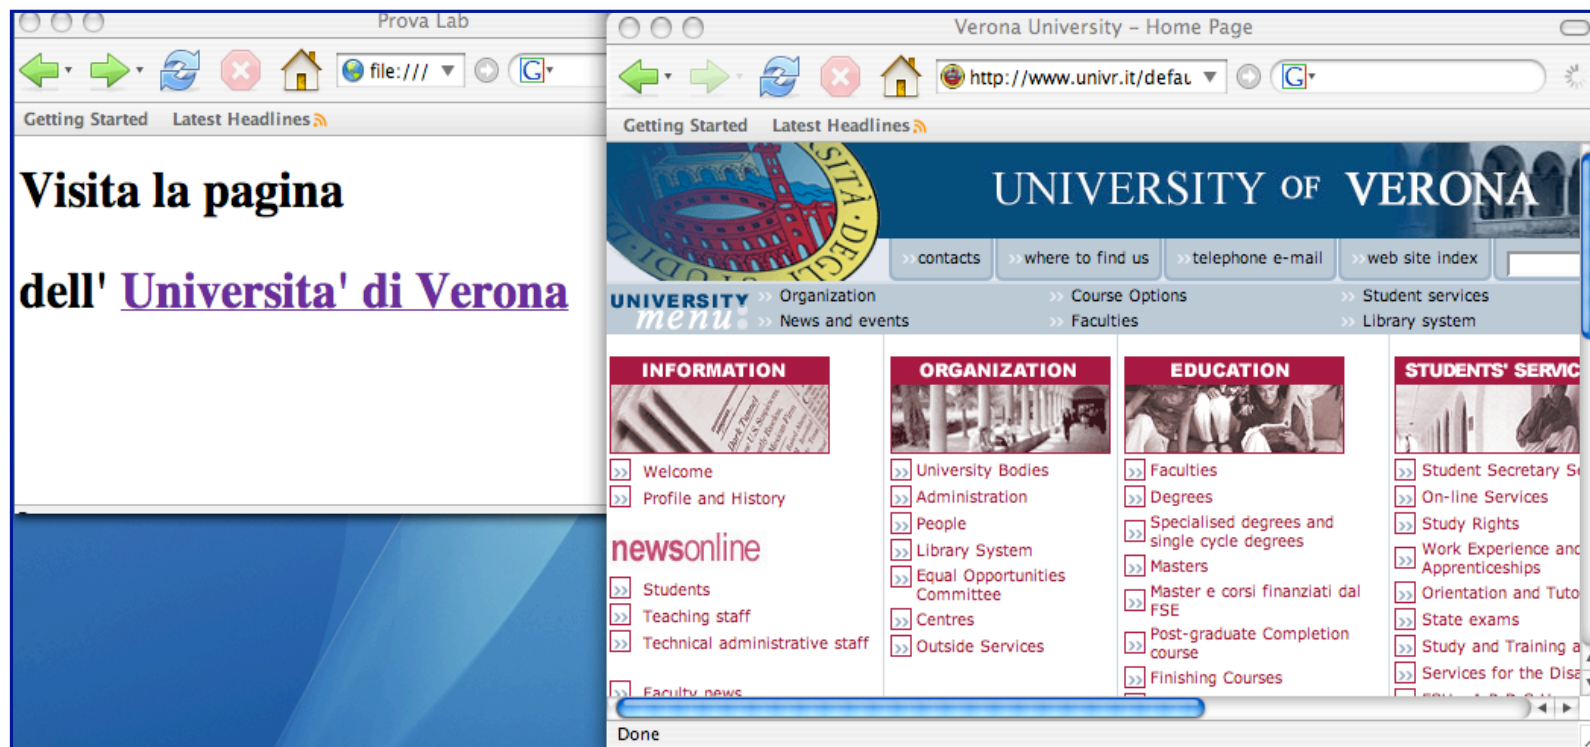 Prova Lab
file:///
G
Getting Started Latest Headlines
Visita la pagina
dell' Universita' di Verona
Verona University – Home Page
http://www.univr.it/defau
G
Getting Started Latest Headlines
UNIVERSITY OF VERONA
contacts where to find us telephone e-mail web site index
UNIVERSITY menu
Organization Course Options Student services
News and events Faculties Library system
INFORMATION
Welcome
Profile and History
newsonline
Students
Teaching staff
Technical administrative staff
Faculty news
ORGANIZATION
University Bodies
Administration
People
Library System
Equal Opportunities
Committee
Centres
Outside Services
EDUCATION
Faculties
Degrees
Specialised degrees and
single cycle degrees
Masters
Master e corsi finanziati dal
FSE
Post-graduate Completion
course
Finishing Courses
STUDENTS' SERVIC
Student Secretary Se
On-line Services
Study Rights
Work Experience and
Apprenticeships
Orientation and Tuto
State exams
Study and Training a
Services for the Disa
Done